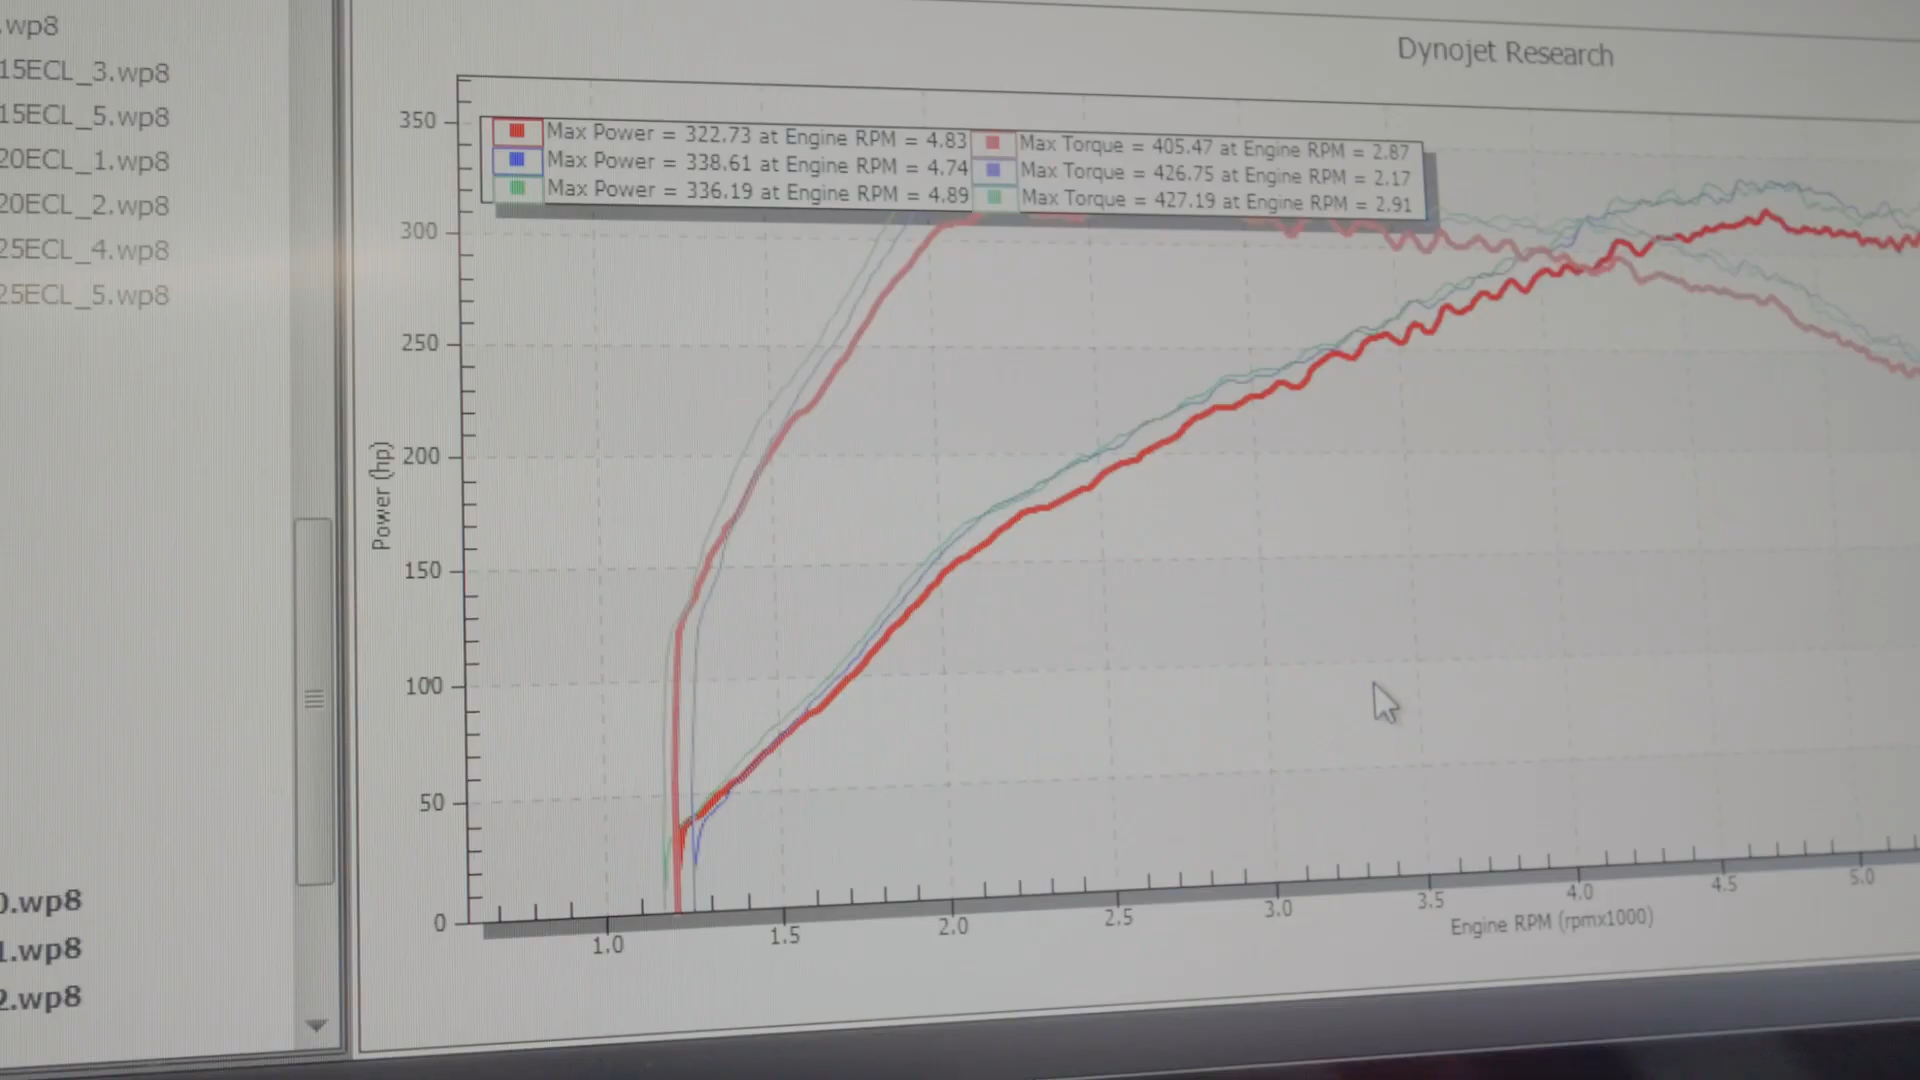 .wp8
15ECL_3.wp8
15ECL_5.wp8
20ECL_1.wp8
20ECL_2.wp8
25ECL_4.wp8
25ECL_5.wp8
0.wp8
1.wp8
2.wp8
Dynojet Research
Max Power = 322.73 at Engine RPM = 4.83 Max Torque = 405.47 at Engine RPM = 2.87
Max Power = 338.61 at Engine RPM = 4.74 Max Torque = 426.75 at Engine RPM = 2.17
Max Power = 336.19 at Engine RPM = 4.89 Max Torque = 427.19 at Engine RPM = 2.91
Power (hp)
350
300
250
200
150
100
50
0
1.0 1.5 2.0 2.5 3.0 3.5 4.0 4.5 5.0
Engine RPM (rpmx1000)